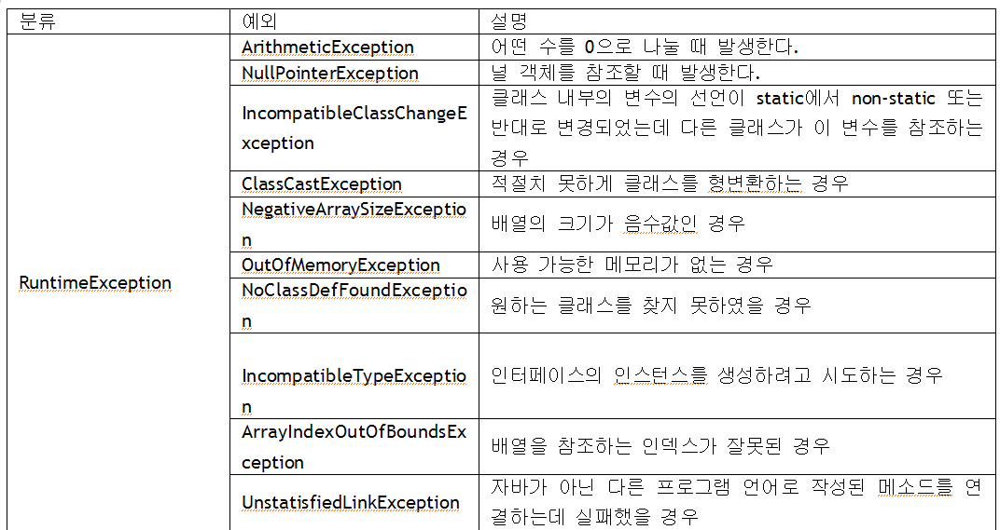 분류 예외 설명
RuntimeException
ArithmeticException 어떤 수를 0으로 나눌 때 발생한다.
NullPointerException 널 객체를 참조할 때 발생한다.
IncompatibleClassChangeE
xception
클래스 내부의 변수의 선언이 static에서 non-static 또는
반대로 변경되었는데 다른 클래스가 이 변수를 참조하는
경우
ClassCastException 적절치 못하게 클래스를 형변환하는 경우
NegativeArraySizeExceptio
n
배열의 크기가 음수값인 경우
OutOfMemoryException 사용 가능한 메모리가 없는 경우
NoClassDefFoundExceptio
n
원하는 클래스를 찾지 못하였을 경우
IncompatibleTypeExceptio
n
인터페이스의 인스턴스를 생성하려고 시도하는 경우
ArrayIndexOutOfBoundsEx
ception
배열을 참조하는 인덱스가 잘못된 경우
UnstatisfiedLinkException
자바가 아닌 다른 프로그램 언어로 작성된 메소드를 연
결하는데 실패했을 경우